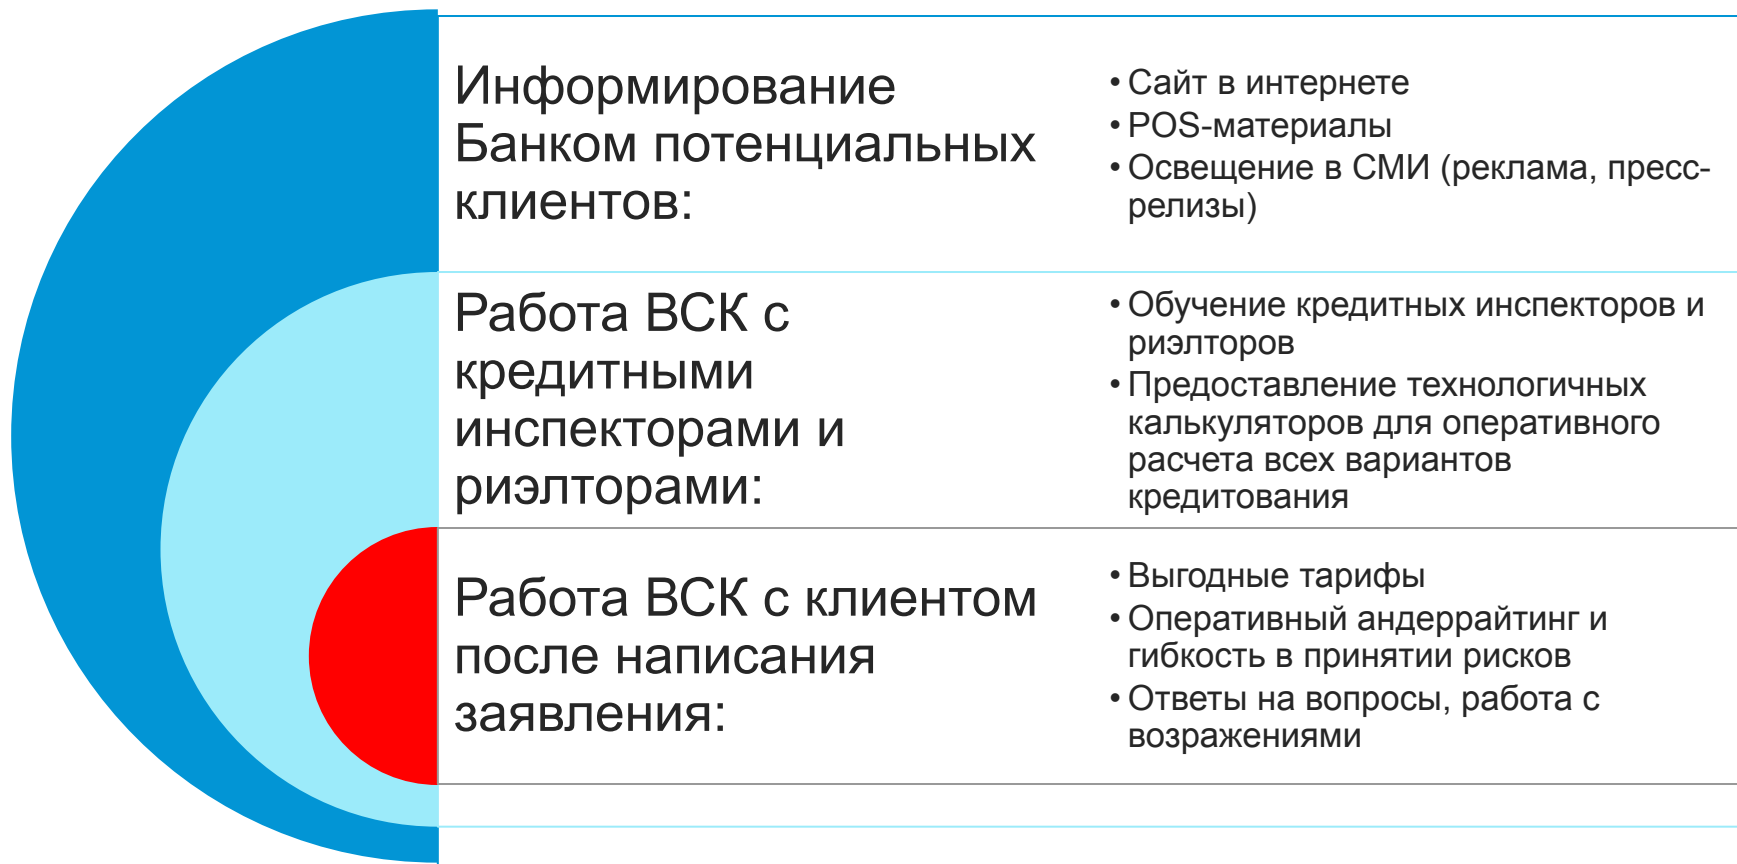 Информирование
Банком потенциальных
клиентов:
• Сайт в интернете
• POS-материалы
• Освещение в СМИ (реклама, пресс-
релизы)
Работа ВСК с
кредитными
инспекторами и
риэлторами:
• Обучение кредитных инспекторов и
риэлторов
• Предоставление технологичных
калькуляторов для оперативного
расчета всех вариантов
кредитования
Работа ВСК с клиентом
после написания
заявления:
• Выгодные тарифы
• Оперативный андеррайтинг и
гибкость в принятии рисков
• Ответы на вопросы, работа с
возражениями